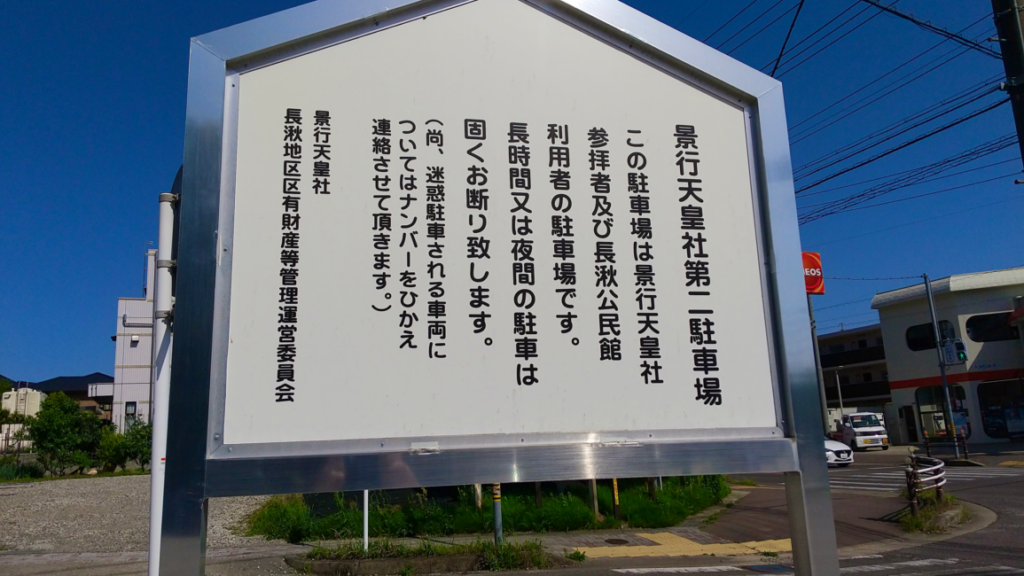 景行天皇社第二駐車場
この駐車場は景行天皇社
参拝者及び長湫公民館
利用者の駐車場です。
長時間又は夜間の駐車は
固くお断り致します。
（尚、迷惑駐車される車両に
ついてはナンバーをひかえ
連絡させて頂きます。）
景行天皇社
長湫地区区有財産等管理運営委員会
ENEOS